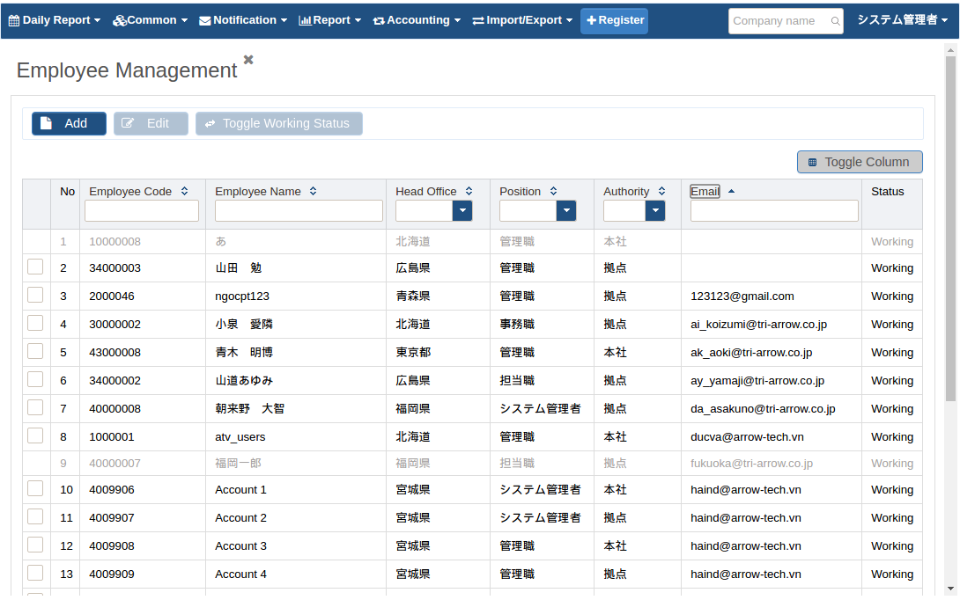 Daily Report Common Notification Report Accounting Import/Export Register Company name システム管理者
Employee Management
Add Edit Toggle Working Status
Toggle Column
No Employee Code Employee Name Head Office Position Authority Email Status
1 10000008 あ 北海道 管理職 本社 Working
2 34000003 山田 勉 広島県 管理職 拠点 Working
3 2000046 ngocpt123 青森県 管理職 拠点 123123@gmail.com Working
4 30000002 小泉 愛隣 北海道 事務職 拠点 ai_koizumi@tri-arrow.co.jp Working
5 43000008 青木 明博 東京都 管理職 本社 ak_aoki@tri-arrow.co.jp Working
6 34000002 山道あゆみ 広島県 担当職 拠点 ay_yamaji@tri-arrow.co.jp Working
7 40000008 朝来野 大智 福岡県 システム管理者 拠点 da_asakuno@tri-arrow.co.jp Working
8 1000001 atv_users 北海道 管理職 本社 ducva@arrow-tech.vn Working
9 40000007 福岡一郎 福岡県 担当職 拠点 fukuoka@tri-arrow.co.jp Working
10 4009906 Account 1 宮城県 システム管理者 本社 haind@arrow-tech.vn Working
11 4009907 Account 2 宮城県 システム管理者 拠点 haind@arrow-tech.vn Working
12 4009908 Account 3 宮城県 管理職 本社 haind@arrow-tech.vn Working
13 4009909 Account 4 宮城県 管理職 拠点 haind@arrow-tech.vn Working